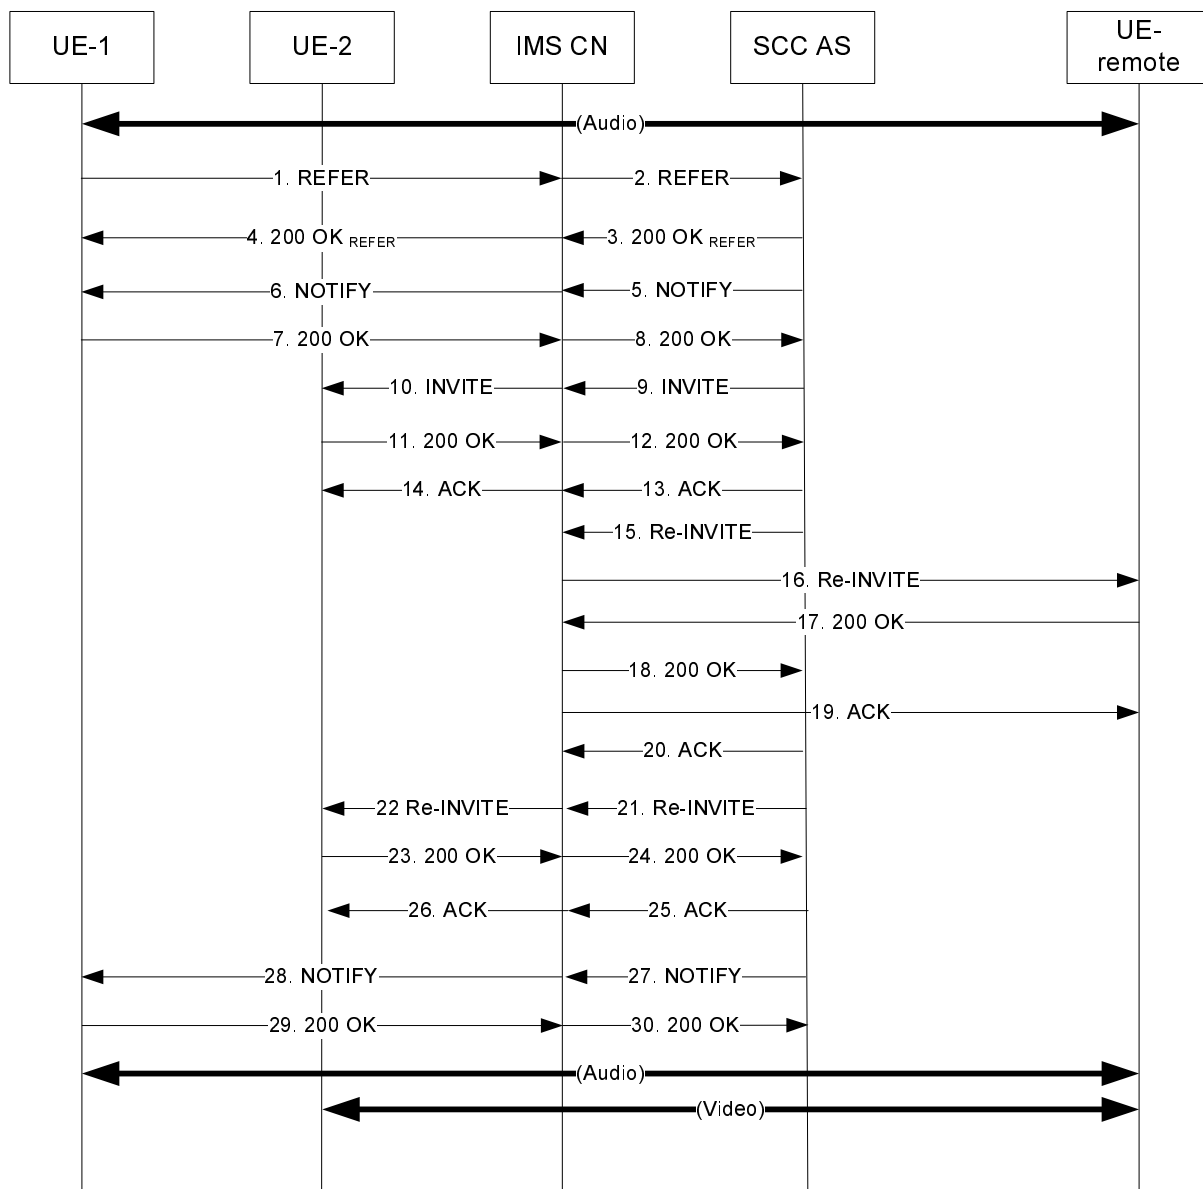 UE-1
UE-2
IMS CN
SCC AS
UE-
remote
(Audio)
1. REFER
2. REFER
4. 200 OK REFER
3. 200 OK REFER
6. NOTIFY
5. NOTIFY
7. 200 OK
8. 200 OK
10. INVITE
9. INVITE
11. 200 OK
12. 200 OK
14. ACK
13. ACK
15. Re-INVITE
16. Re-INVITE
17. 200 OK
18. 200 OK
19. ACK
20. ACK
22 Re-INVITE
21. Re-INVITE
23. 200 OK
24. 200 OK
26. ACK
25. ACK
28. NOTIFY
27. NOTIFY
29. 200 OK
30. 200 OK
(Audio)
(Video)